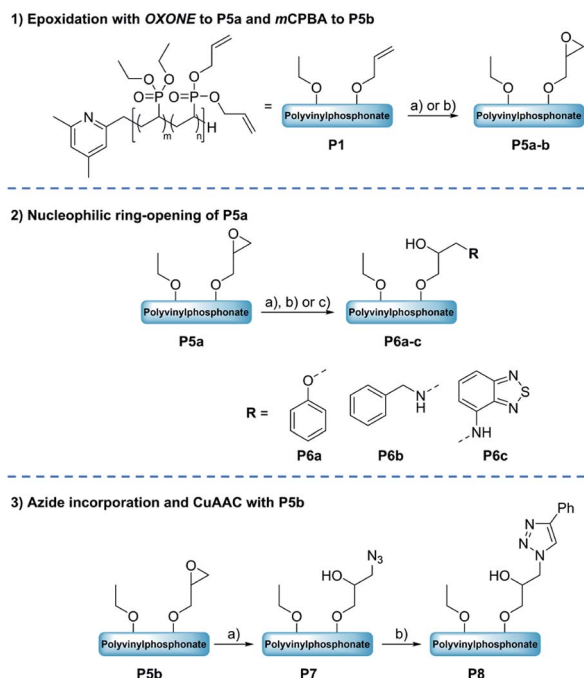 1) Epoxidation with OXONE to P5a and mCPBA to P5b
O O O O
O=P O=P O
N m n H
=
O O
Polyvinylphosphonate
P1
a) or b)
O
O O
Polyvinylphosphonate
P5a-b
2) Nucleophilic ring-opening of P5a
O
O O
Polyvinylphosphonate
P5a
a), b) or c)
HO R
O O
Polyvinylphosphonate
P6a-c
R =
O
P6a
N
H
P6b
N
S
N
NH
P6c
3) Azide incorporation and CuAAC with P5b
O
O O
Polyvinylphosphonate
P5b
a)
N3
HO
O O
Polyvinylphosphonate
P7
b)
Ph
N
N
N
HO
O O
Polyvinylphosphonate
P8